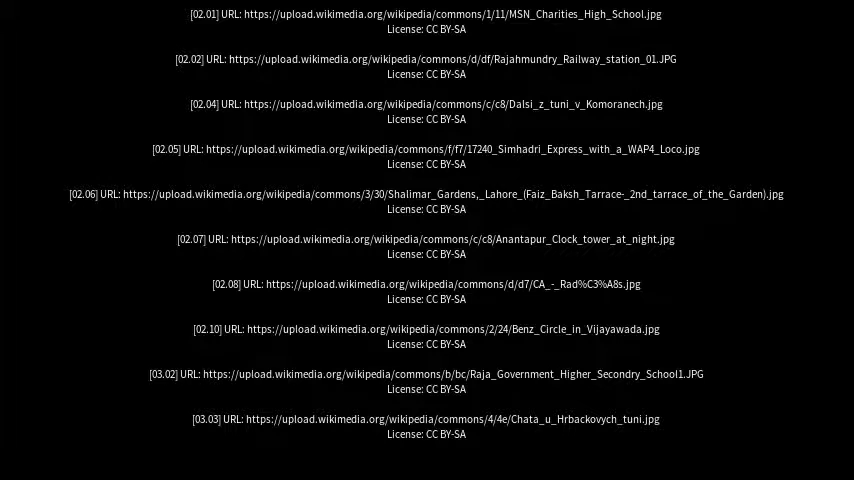 [02.01] URL: https://upload.wikimedia.org/wikipedia/commons/1/11/MSN_Charities_High_School.jpg
License: CC BY-SA
[02.02] URL: https://upload.wikimedia.org/wikipedia/commons/d/df/Rajahmundry_Railway_station_01.JPG
License: CC BY-SA
[02.04] URL: https://upload.wikimedia.org/wikipedia/commons/c/c8/Dalsi_z_tuni_v_Komoranech.jpg
License: CC BY-SA
[02.05] URL: https://upload.wikimedia.org/wikipedia/commons/f/f7/17240_Simhadri_Express_with_a_WAP4_Loco.jpg
License: CC BY-SA
[02.06] URL: https://upload.wikimedia.org/wikipedia/commons/3/30/Shalimar_Gardens,_Lahore_(Faiz_Baksh_Tarrace-_2nd_tarrace_of_the_Garden).jpg
License: CC BY-SA
[02.07] URL: https://upload.wikimedia.org/wikipedia/commons/c/c8/Anantapur_Clock_tower_at_night.jpg
License: CC BY-SA
[02.08] URL: https://upload.wikimedia.org/wikipedia/commons/d/d7/CA_-_Rad%C3%A8s.jpg
License: CC BY-SA
[02.10] URL: https://upload.wikimedia.org/wikipedia/commons/2/24/Benz_Circle_in_Vijayawada.jpg
License: CC BY-SA
[03.02] URL: https://upload.wikimedia.org/wikipedia/commons/b/bc/Raja_Government_Higher_Secondry_School1.JPG
License: CC BY-SA
[03.03] URL: https://upload.wikimedia.org/wikipedia/commons/4/4e/Chata_u_Hrbackovych_tuni.jpg
License: CC BY-SA